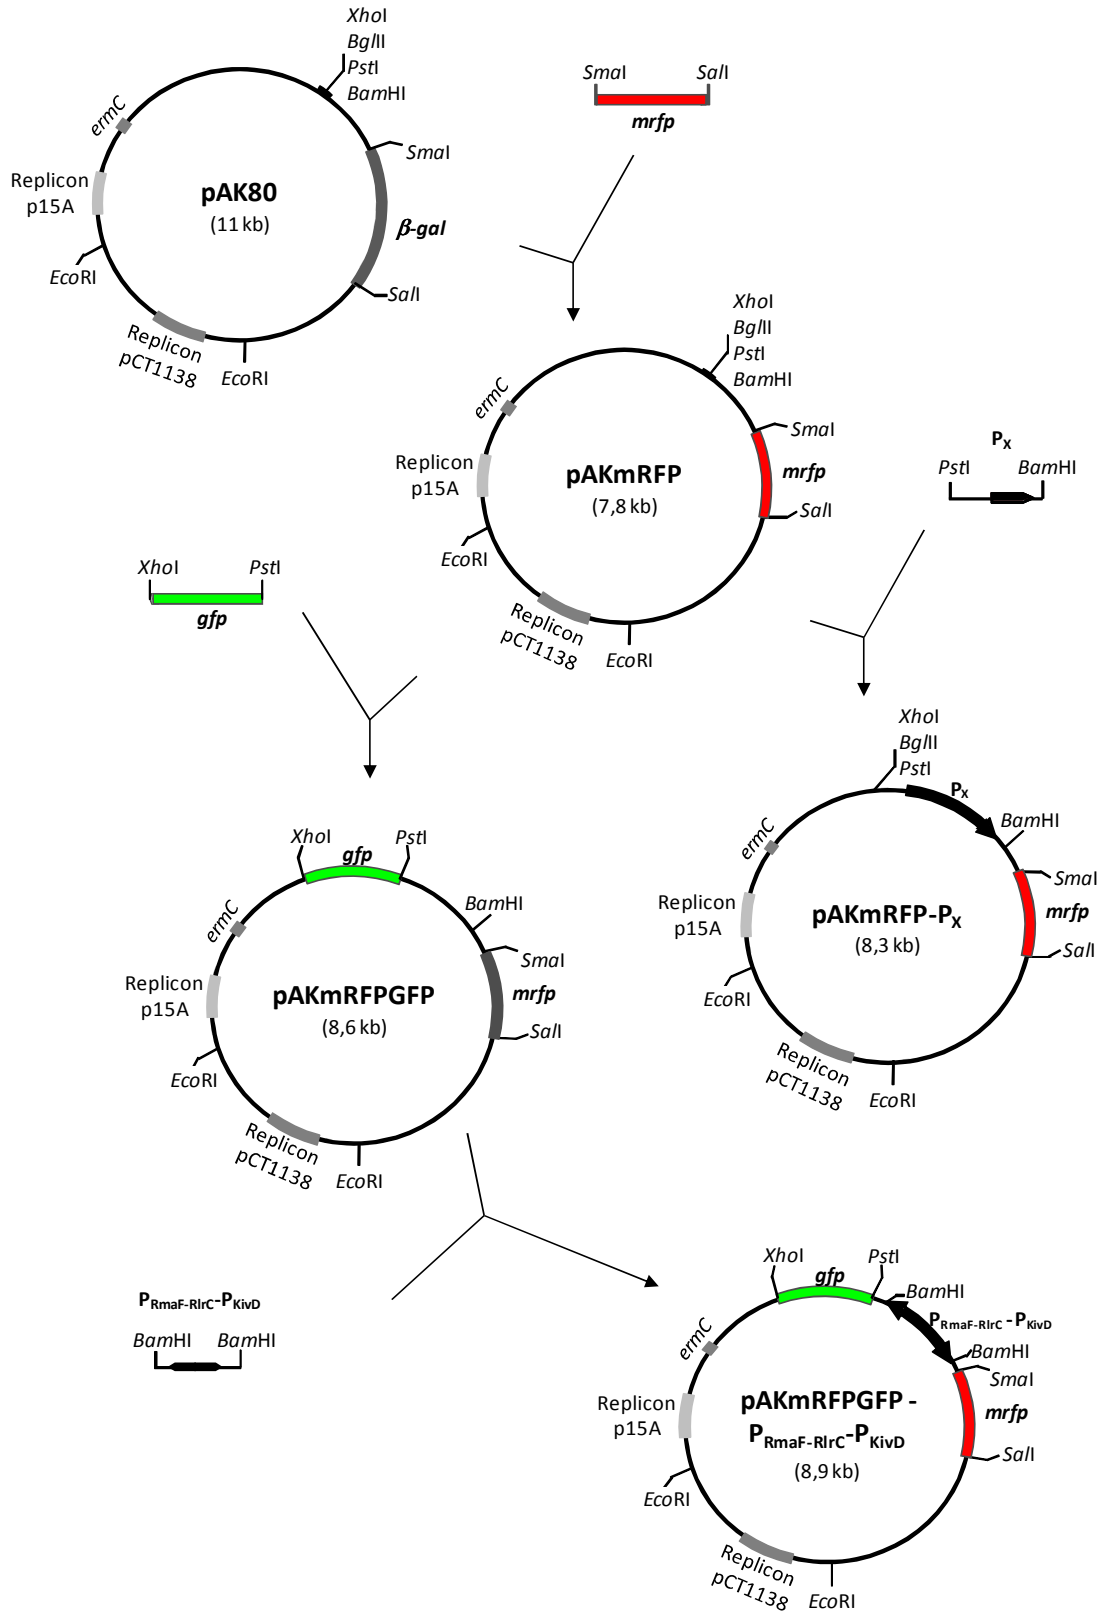 XhoI
BglII
PstI
BamHI
SmaI
SalI
mrfp
ermC
SmaI
Replicon
p15A
pAK80
(11 kb)
β-gal
EcoRI
SalI
Replicon
pCT1138
EcoRI
XhoI
BglII
PstI
BamHI
ermC
SmaI
Replicon
p15A
pAKmRFP
(7,8 kb)
mrfp
SalI
EcoRI
Replicon
pCT1138
EcoRI
PX
PstI
BamHI
XhoI
PstI
gfp
XhoI
BglII
PstI
PX
BamHI
ermC
SmaI
Replicon
p15A
pAKmRFP-PX
(8,3 kb)
mrfp
SalI
EcoRI
Replicon
pCT1138
EcoRI
XhoI
gfp
PstI
BamHI
ermC
SmaI
Replicon
p15A
pAKmRFPGFP
(8,6 kb)
mrfp
SalI
EcoRI
Replicon
pCT1138
EcoRI
PRmaF-RlrC-PKivD
BamHI
BamHI
XhoI
gfp
PstI
BamHI
PRmaF-RlrC - PKivD
BamHI
ermC
SmaI
Replicon
p15A
pAKmRFPGFP -
PRmaF-RlrC-PKivD
(8,9 kb)
mrfp
SalI
EcoRI
Replicon
pCT1138
EcoRI